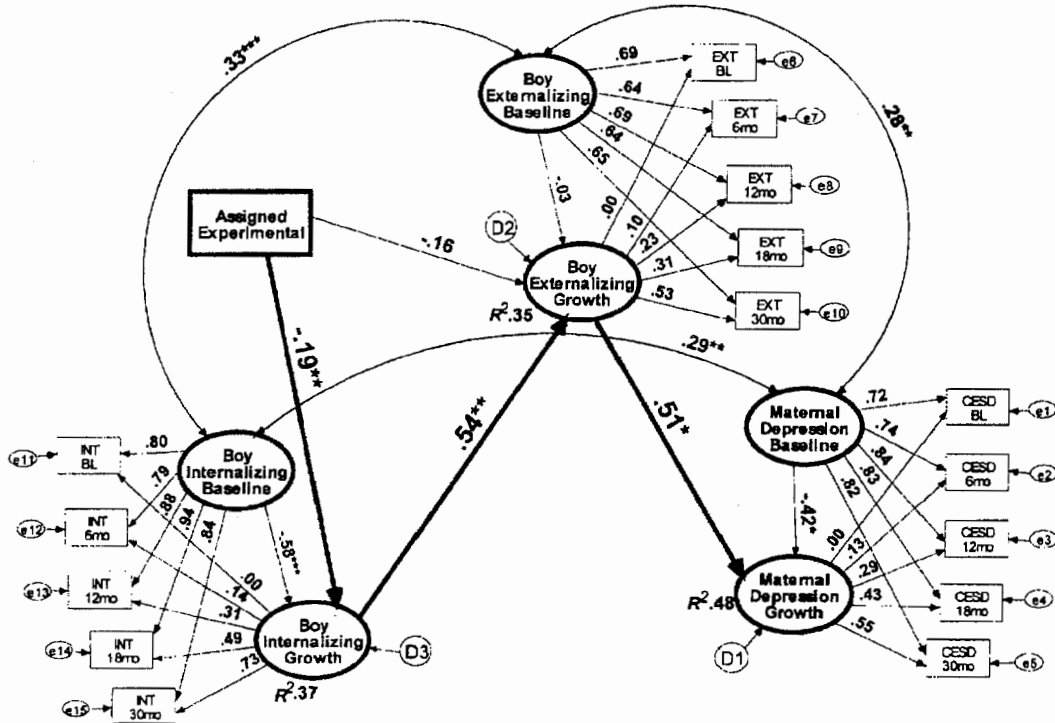 .33***
Boy
Externalizing
Baseline
.69
.64
.69
.64
.65
EXT
BL
e6
EXT
6mo
e7
EXT
12mo
e8
EXT
18mo
e9
EXT
30mo
e10
.28**
Assigned
Experimental
-.16
-.03
D2
Boy
Externalizing
Growth
R².35
.00
.10
.23
.31
.53
-.19**
.54**
.29**
.51*
Boy
Internalizing
Baseline
.80
.79
.88
.94
.84
e11
INT
BL
e12
INT
6mo
e13
INT
12mo
e14
INT
18mo
e15
INT
30mo
-.58***
.00
.14
.31
.49
.73
Boy
Internalizing
Growth
D3
R².37
Maternal
Depression
Baseline
.72
.74
.84
.83
.82
CESD
BL
e1
CESD
6mo
e2
CESD
12mo
e3
CESD
18mo
e4
CESD
30mo
e5
-.42*
.00
.13
.29
.43
.55
Maternal
Depression
Growth
R².48
D1